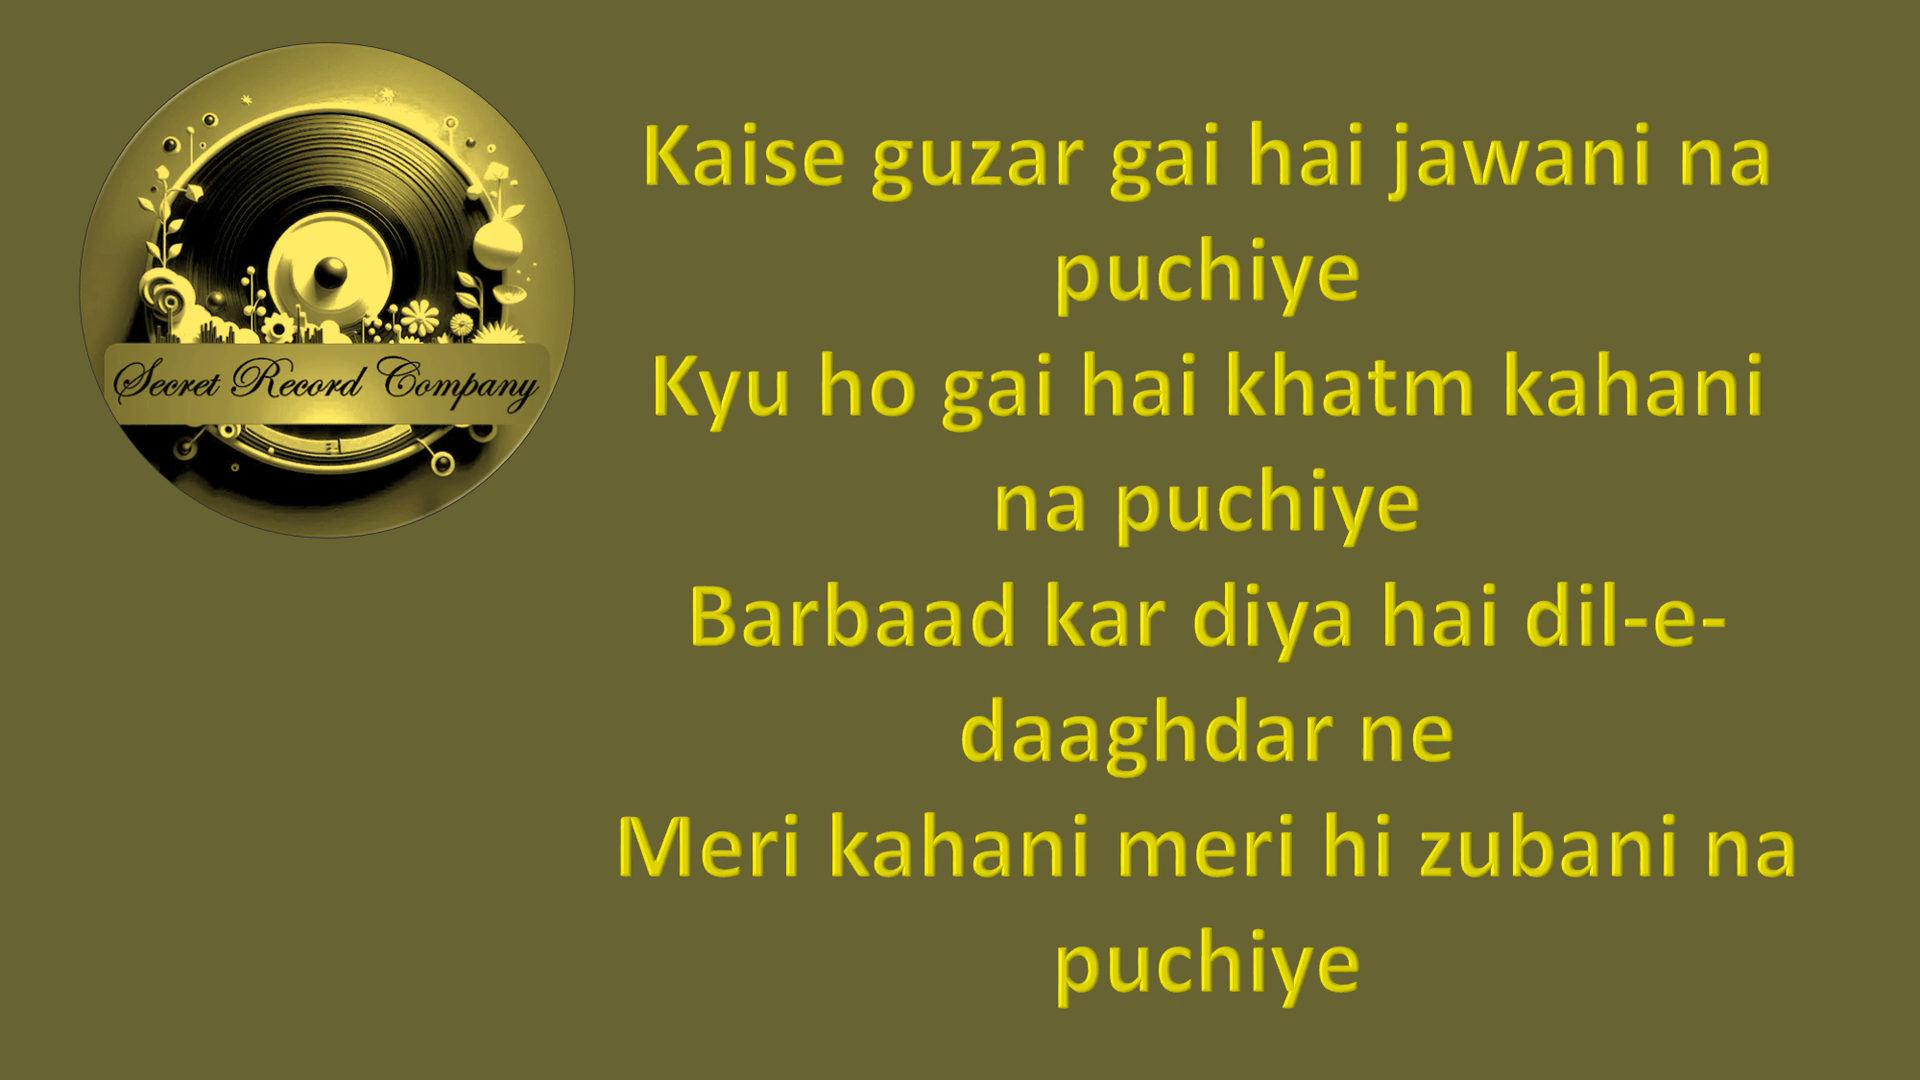 Secret Record Company
Kaise guzar gai hai jawani na
puchiye
Kyu ho gai hai khatm kahani
na puchiye
Barbaad kar diya hai dil-e-
daaghdar ne
Meri kahani meri hi zubani na
puchiye